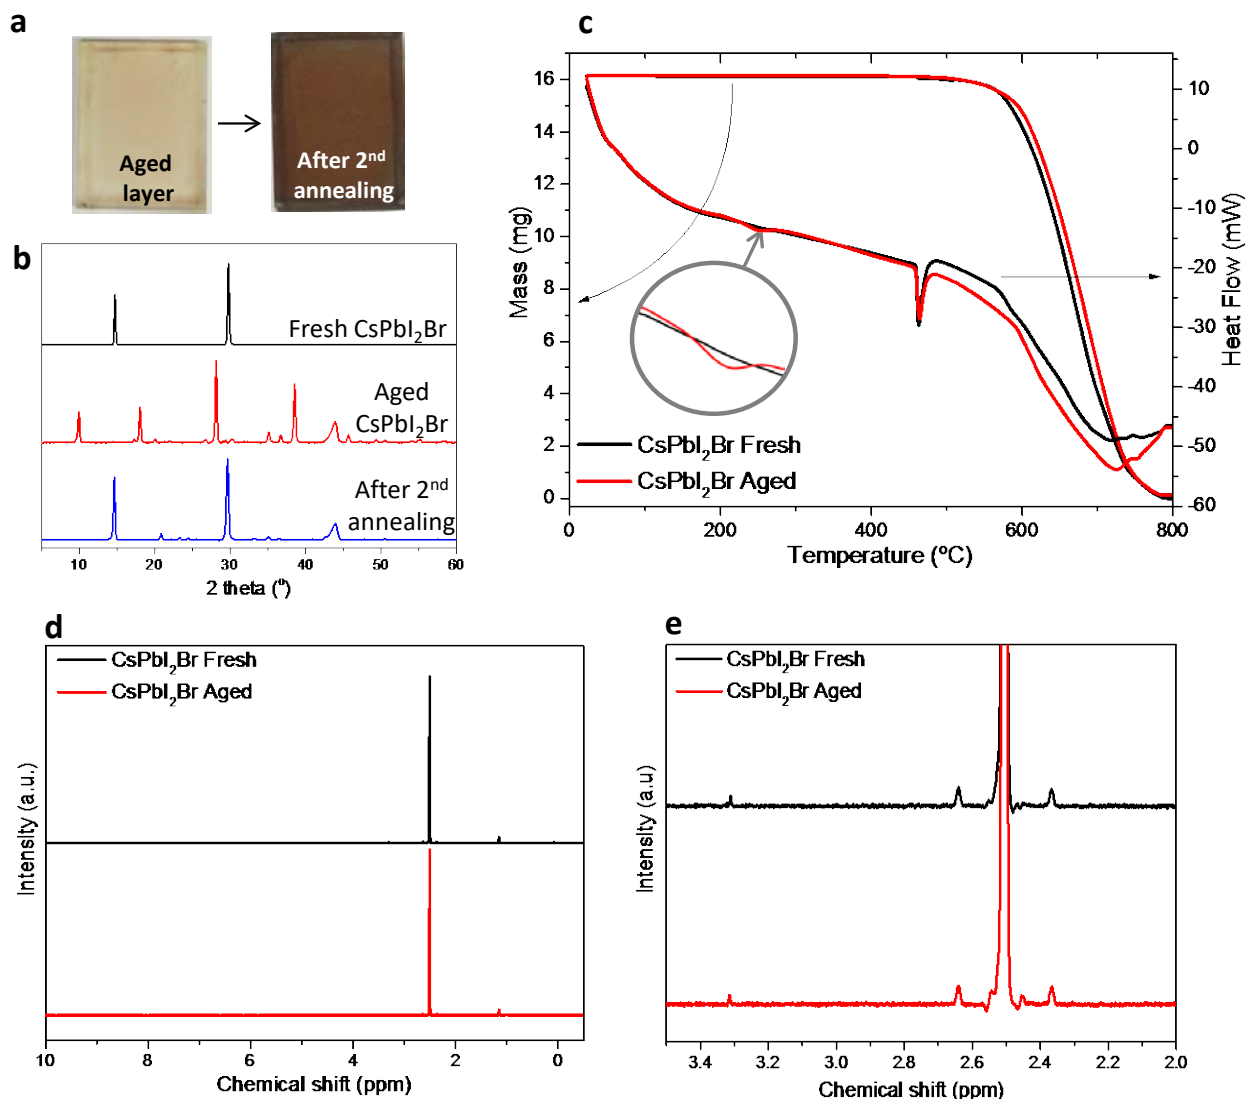 a
Aged
layer
After 2nd
annealing
b
Fresh CsPbI2Br
Aged
CsPbI2Br
After 2nd
annealing
10 20 30 40 50 60
2 theta (º)
c
16
14
12
10
8
6
4
2
0
Mass (mg)
10
0
-10
-20
-30
-40
-50
-60
Heat Flow (mW)
CsPbI2Br Fresh
CsPbI2Br Aged
0 200 400 600 800
Temperature (ºC)
d
CsPbI2Br Fresh
CsPbI2Br Aged
Intensity (a.u.)
10 8 6 4 2 0
Chemical shift (ppm)
e
CsPbI2Br Fresh
CsPbI2Br Aged
Intensity (a.u)
3.4 3.2 3.0 2.8 2.6 2.4 2.2 2.0
Chemical shift (ppm)